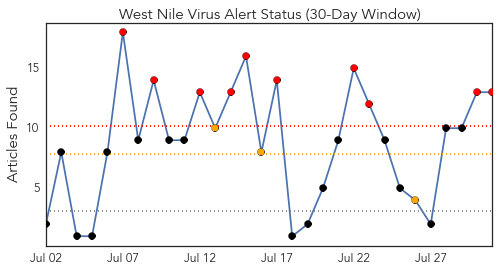 West Nile Virus Alert Status (30-Day Window)
Articles Found
15
10
5
Jul 02 Jul 07 Jul 12 Jul 17 Jul 22 Jul 27